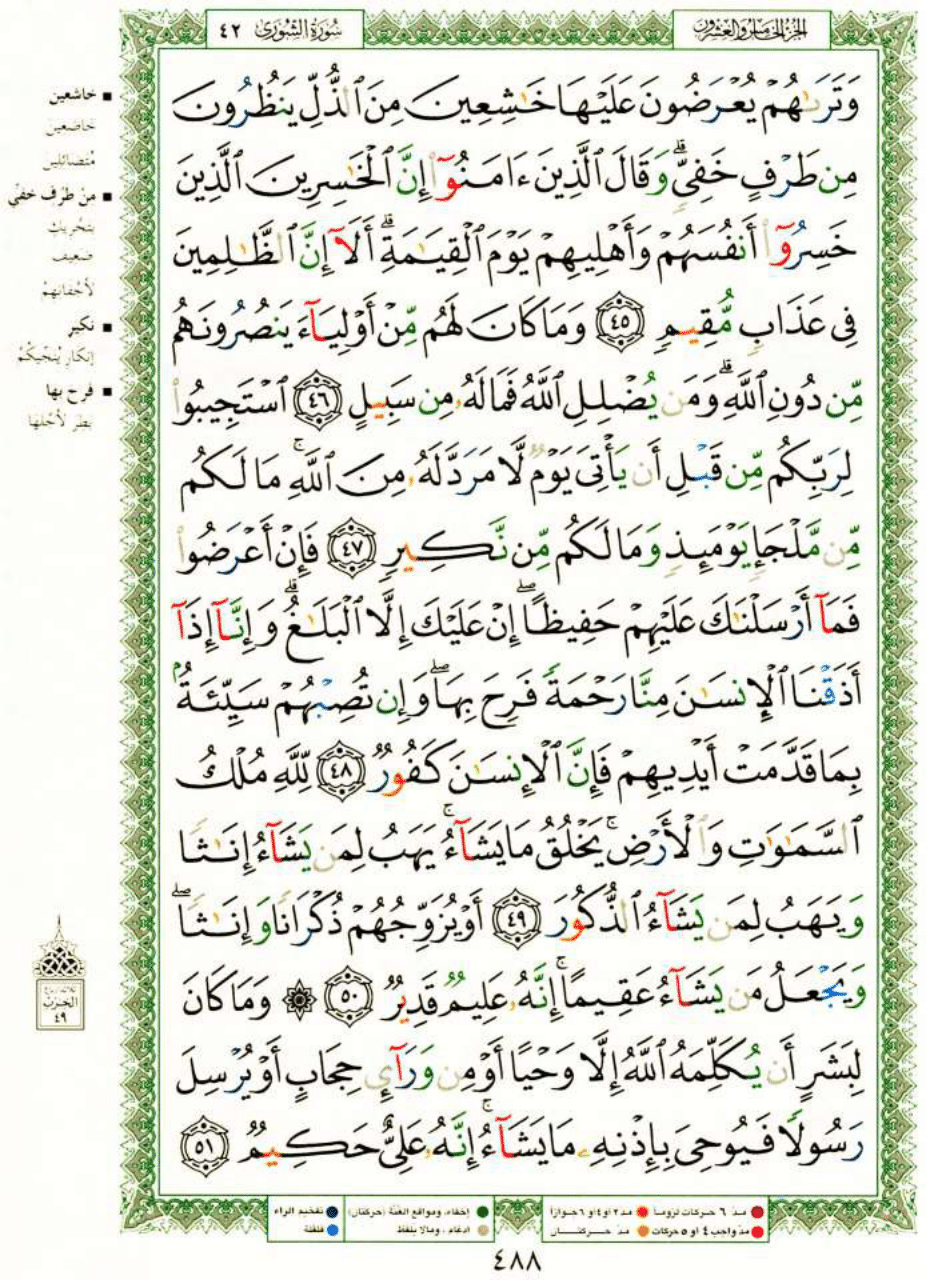 سُورَةُ الشُّورَىٰ ٤٢
الجزء الخامس والعشرون
وَتَرَىٰهُمْ يُعْرَضُونَ عَلَيْهَا خَـٰشِعِينَ مِنَ ٱلذُّلِّ يَنظُرُونَ
مِن طَرْفٍ خَفِىٍّ ۗ وَقَالَ ٱلَّذِينَ ءَامَنُوٓا۟ إِنَّ ٱلْخَـٰسِرِينَ ٱلَّذِينَ
خَسِرُوٓا۟ أَنفُسَهُمْ وَأَهْلِيهِمْ يَوْمَ ٱلْقِيَـٰمَةِ ۗ أَلَآ إِنَّ ٱلظَّـٰلِمِينَ
فِى عَذَابٍ مُّقِيمٍ ٤٥ وَمَا كَانَ لَهُم مِّنْ أَوْلِيَآءَ يَنصُرُونَهُم
مِّن دُونِ ٱللَّهِ ۗ وَمَن يُضْلِلِ ٱللَّهُ فَمَا لَهُۥ مِن سَبِيلٍ ٤٦ ٱسْتَجِيبُوا۟
لِرَبِّكُم مِّن قَبْلِ أَن يَأْتِىَ يَوْمٌ لَّا مَرَدَّ لَهُۥ مِنَ ٱللَّهِ ۚ مَا لَكُم
مِّن مَّلْجَإٍ يَوْمَئِذٍ وَمَا لَكُم مِّن نَّكِيرٍ ٤٧ فَإِنْ أَعْرَضُوا۟
فَمَآ أَرْسَلْنَـٰكَ عَلَيْهِمْ حَفِيظًا ۖ إِنْ عَلَيْكَ إِلَّا ٱلْبَلَـٰغُ ۗ وَإِنَّآ إِذَآ
أَذَقْنَا ٱلْإِنسَـٰنَ مِنَّا رَحْمَةً فَرِحَ بِهَا ۖ وَإِن تُصِبْهُمْ سَيِّئَةٌۢ
بِمَا قَدَّمَتْ أَيْدِيهِمْ فَإِنَّ ٱلْإِنسَـٰنَ كَفُورٌ ٤٨ لِّلَّهِ مُلْكُ
ٱلسَّمَـٰوَٰتِ وَٱلْأَرْضِ ۚ يَخْلُقُ مَا يَشَآءُ ۚ يَهَبُ لِمَن يَشَآءُ إِنَـٰثًا
وَيَهَبُ لِمَن يَشَآءُ ٱلذُّكُورَ ٤٩ أَوْ يُزَوِّجُهُمْ ذُكْرَانًا وَإِنَـٰثًا ۖ
وَيَجْعَلُ مَن يَشَآءُ عَقِيمًا ۚ إِنَّهُۥ عَلِيمٌ قَدِيرٌ ٥٠ ۞ وَمَا كَانَ
لِبَشَرٍ أَن يُكَلِّمَهُ ٱللَّهُ إِلَّا وَحْيًا أَوْ مِن وَرَآئِ حِجَابٍ أَوْ يُرْسِلَ
رَسُولًا فَيُوحِىَ بِإِذْنِهِۦ مَا يَشَآءُ ۚ إِنَّهُۥ عَلِىٌّ حَكِيمٌ ٥١
■ خاشعين
خاضعين
مُتضائلين
■ من طرف خفيّ
بتحريك
ضعيف
لأجفانهم
■ نكير
إنكار يُنجيكُمْ
■ فرح بها
بطر لأجلها
ثلاثة أرباع
الحزب
٤٩
مدّ ٦ حركات لزوماً
مدّ ٢ أو ٤ أو ٦ جوازاً
إخفاء، ومواقع الغنّة (حركتان)
تفخيم الراء
مدّ واجب ٤ أو ٥ حركات
مدّ حركتان
ادغام، ومالا يلفظ
قلقلة
٤٨٨